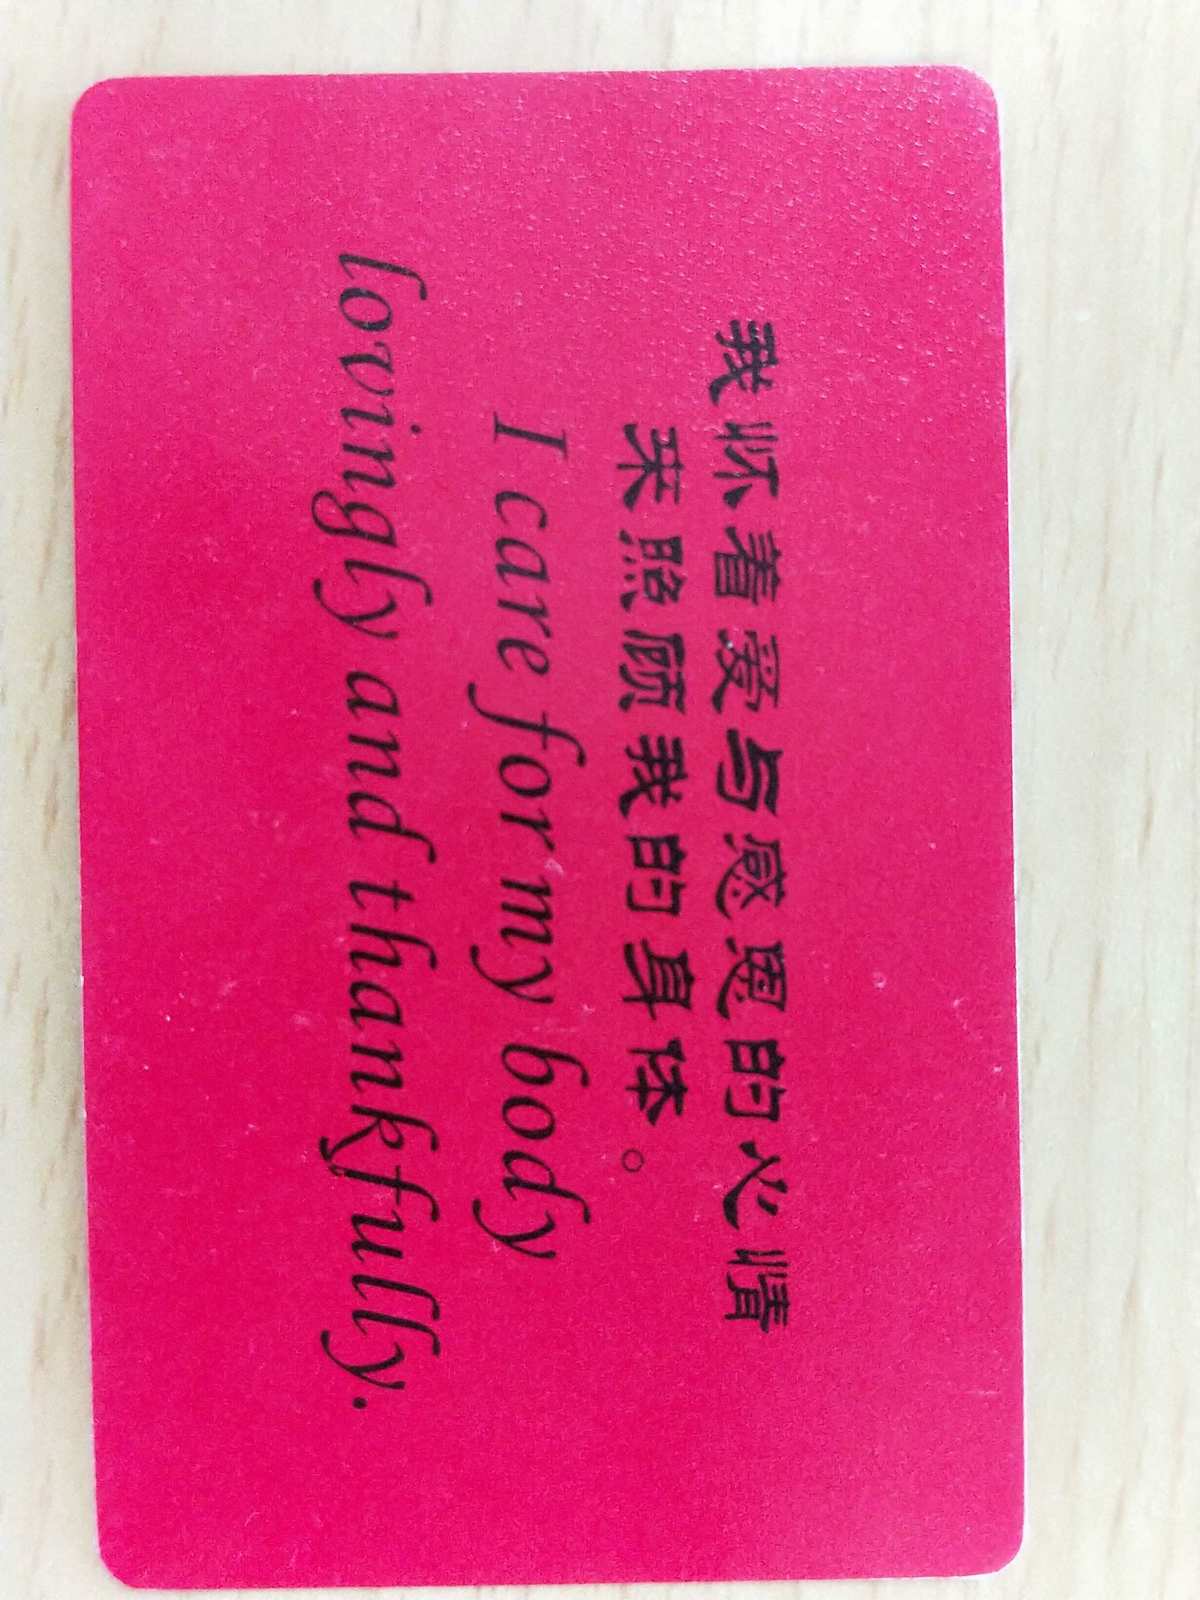 我怀着爱与感恩的心情
来照顾我的身体。
I care for my body
lovingly and thankfully.